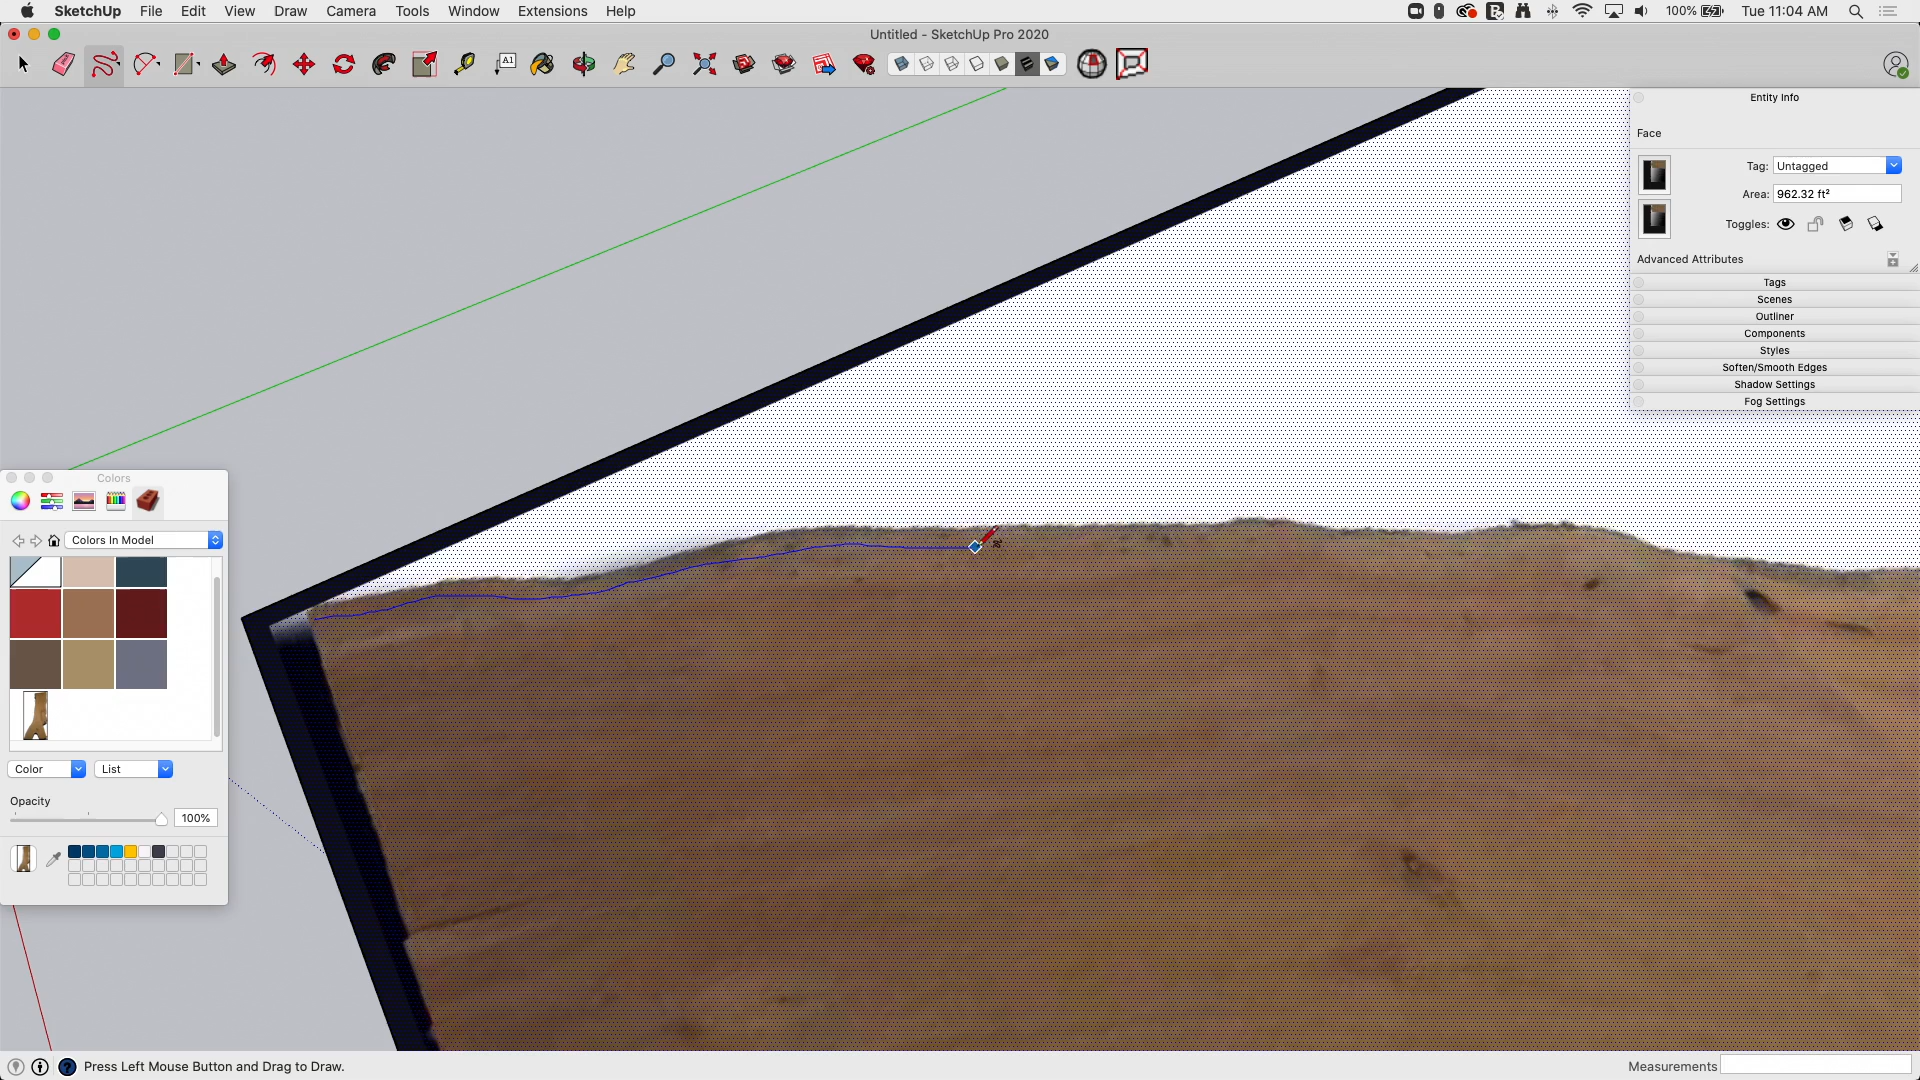 SketchUp File Edit View Draw Camera Tools Window Extensions Help
100% Tue 11:04 AM
Untitled - SketchUp Pro 2020
A1
Entity Info
Face
Tag: Untagged
Area: 962.32 ft²
Toggles:
Advanced Attributes
Tags
Scenes
Outliner
Components
Styles
Soften/Smooth Edges
Shadow Settings
Fog Settings
Colors
Colors In Model
Color List
Opacity
100%
Press Left Mouse Button and Drag to Draw.
Measurements